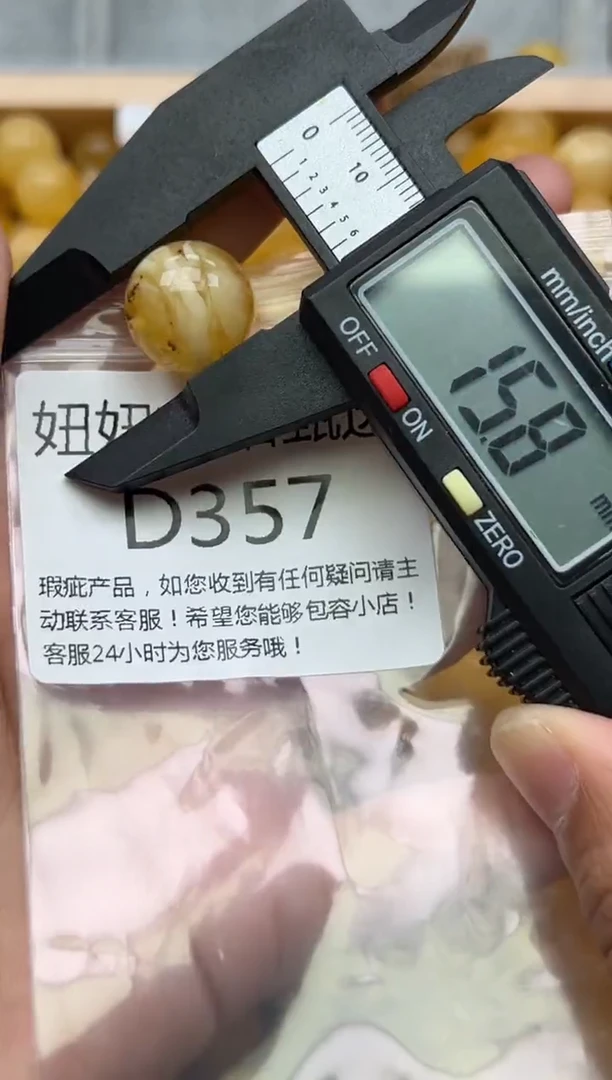 0 10
1 2 3 4 5 6
mm/inch
OFF
ON
15.8
ZERO
妞妞
D357
瑕疵产品，如您收到有任何疑问请主
动联系客服！希望您能够包容小店！
客服24小时为您服务哦！